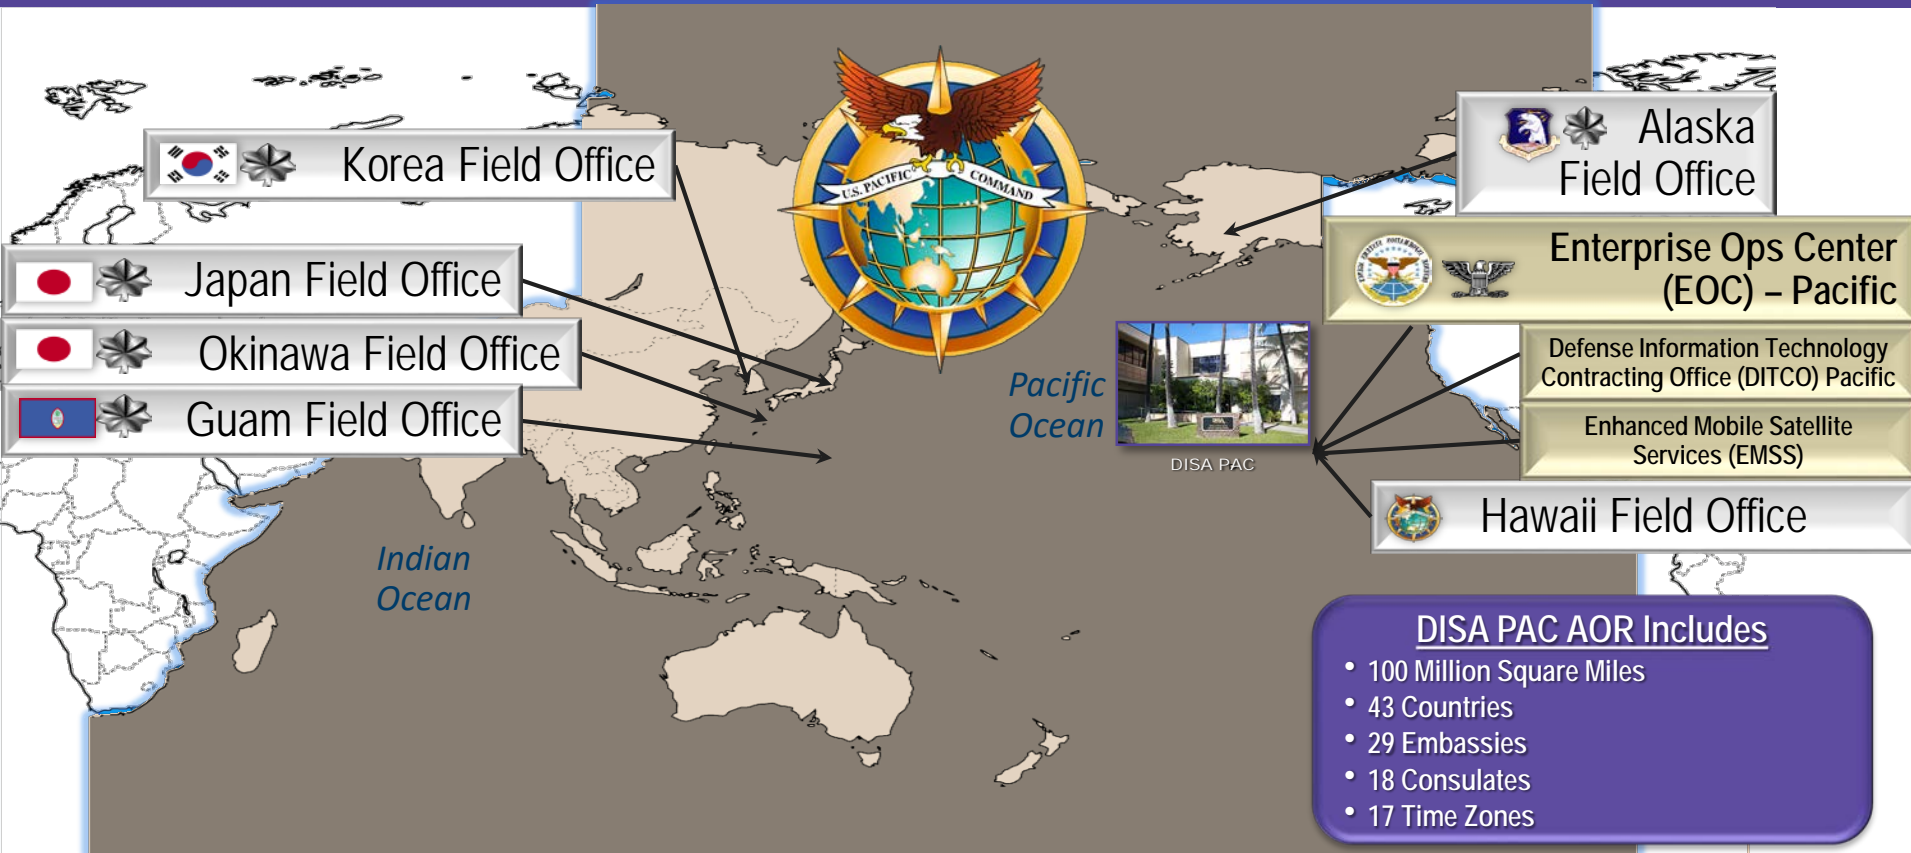 U.S. PACIFIC COMMAND
Korea Field Office
Japan Field Office
Okinawa Field Office
Guam Field Office
Alaska
Field Office
Enterprise Ops Center
(EOC) – Pacific
Defense Information Technology
Contracting Office (DITCO) Pacific
Enhanced Mobile Satellite
Services (EMSS)
Hawaii Field Office
Pacific
Ocean
DISA PAC
Indian
Ocean
DISA PAC AOR Includes
• 100 Million Square Miles
• 43 Countries
• 29 Embassies
• 18 Consulates
• 17 Time Zones